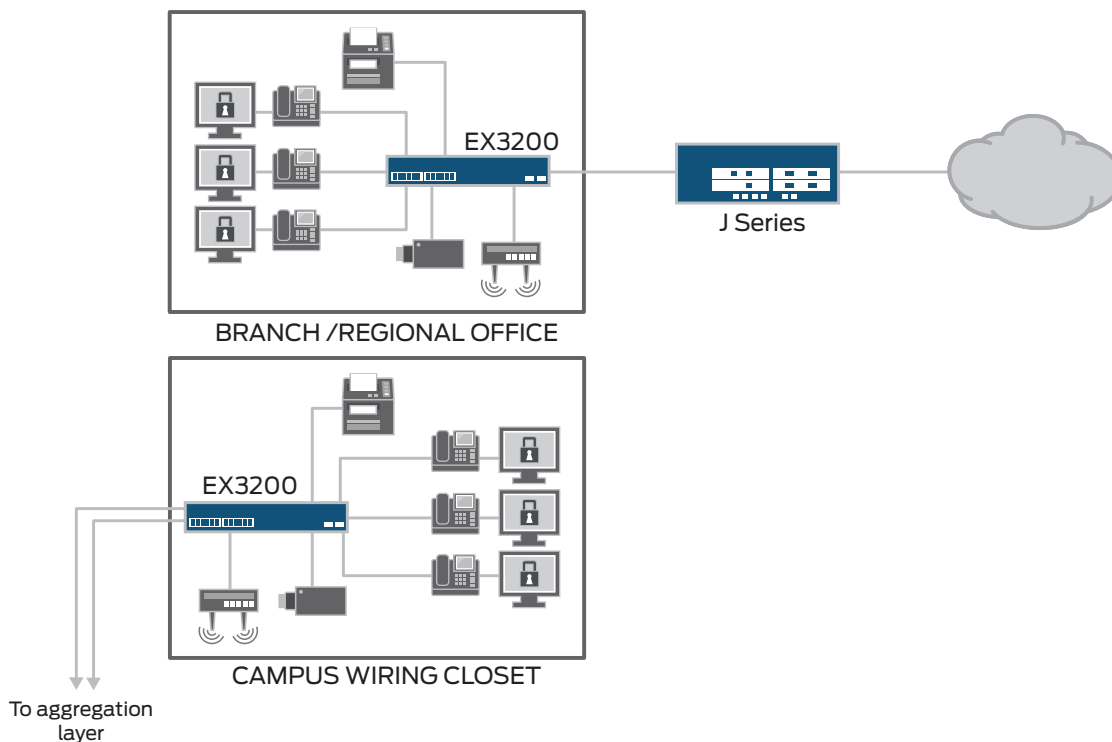 EX3200
J Series
BRANCH /REGIONAL OFFICE
EX3200
CAMPUS WIRING CLOSET
To aggregation
layer